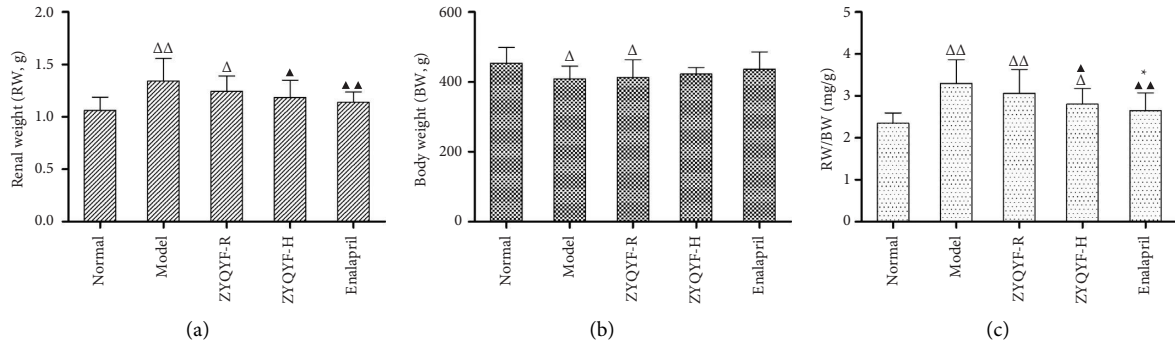 Renal weight (RW, g)
2.0
1.5
1.0
0.5
0.0
ΔΔ
Δ
▲
▲▲
Normal
Model
ZYQYF-R
ZYQYF-H
Enalapril
(a)
Body weight (BW, g)
600
400
200
0
Δ
Δ
Normal
Model
ZYQYF-R
ZYQYF-H
Enalapril
(b)
RW/BW (mg/g)
5
4
3
2
1
0
ΔΔ
ΔΔ
▲
Δ
*
▲▲
Normal
Model
ZYQYF-R
ZYQYF-H
Enalapril
(c)